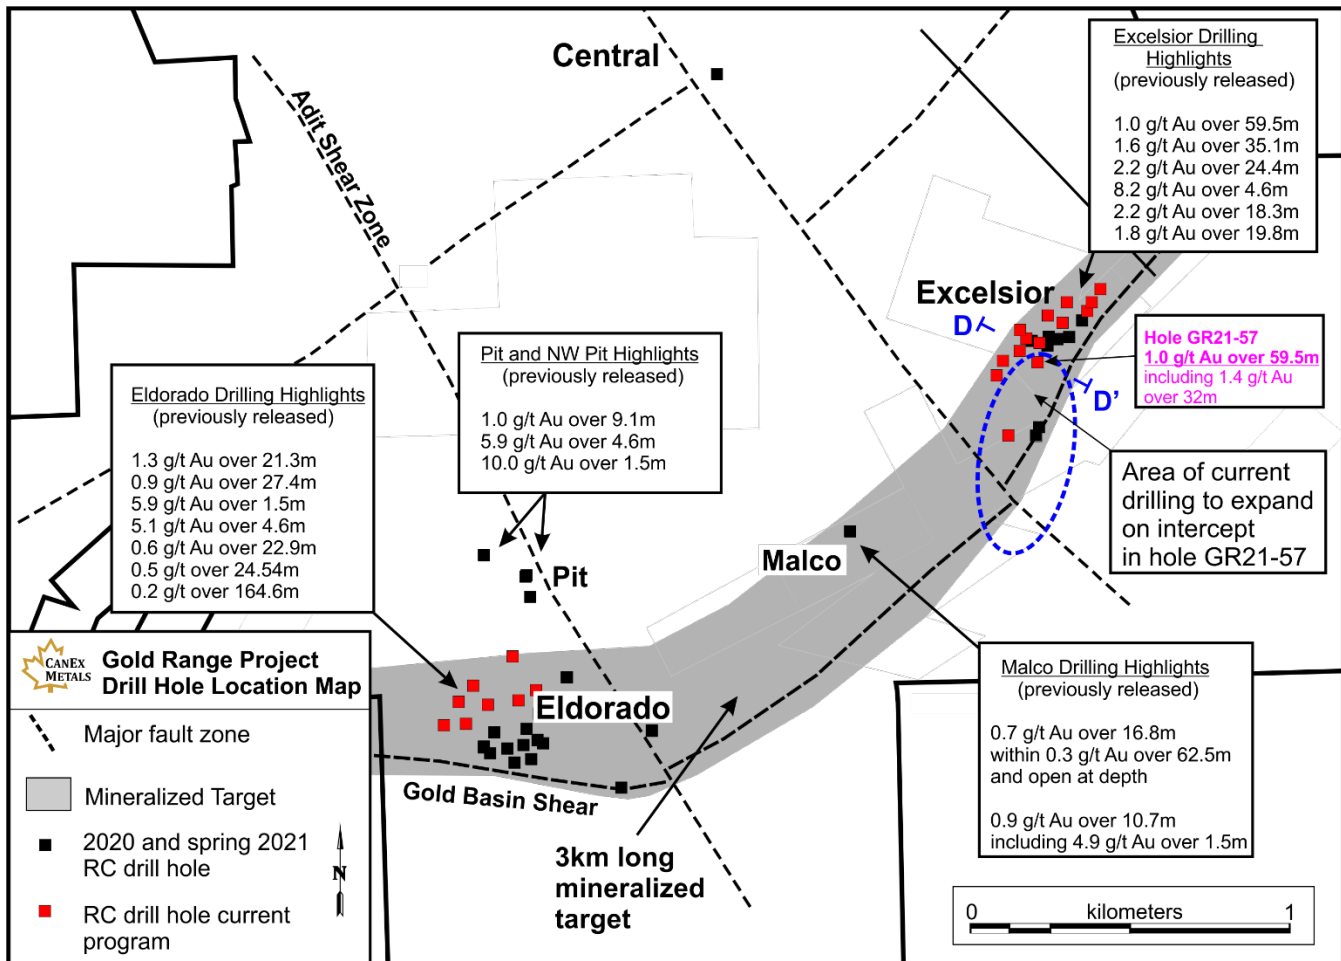 Central
Adit Shear Zone
Excelsior Drilling
Highlights
(previously released)
1.0 g/t Au over 59.5m
1.6 g/t Au over 35.1m
2.2 g/t Au over 24.4m
8.2 g/t Au over 4.6m
2.2 g/t Au over 18.3m
1.8 g/t Au over 19.8m
Excelsior
D
D'
Hole GR21-57
1.0 g/t Au over 59.5m
including 1.4 g/t Au
over 32m
Pit and NW Pit Highlights
(previously released)
1.0 g/t Au over 9.1m
5.9 g/t Au over 4.6m
10.0 g/t Au over 1.5m
Eldorado Drilling Highlights
(previously released)
1.3 g/t Au over 21.3m
0.9 g/t Au over 27.4m
5.9 g/t Au over 1.5m
5.1 g/t Au over 4.6m
0.6 g/t Au over 22.9m
0.5 g/t over 24.54m
0.2 g/t over 164.6m
Area of current
drilling to expand
on intercept
in hole GR21-57
Malco
Pit
Eldorado
Gold Basin Shear
3km long
mineralized
target
Malco Drilling Highlights
(previously released)
0.7 g/t Au over 16.8m
within 0.3 g/t Au over 62.5m
and open at depth
0.9 g/t Au over 10.7m
including 4.9 g/t Au over 1.5m
CANEX
METALS
Gold Range Project
Drill Hole Location Map
Major fault zone
Mineralized Target
2020 and spring 2021
RC drill hole
N
RC drill hole current
program
0 kilometers 1